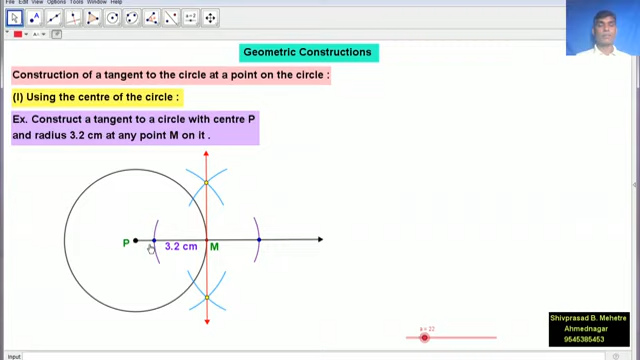 File Edit View Options Tools Window Help
A
a=2
A
Geometric Constructions
Construction of a tangent to the circle at a point on the circle :
(I) Using the centre of the circle :
Ex. Construct a tangent to a circle with centre P
and radius 3.2 cm at any point M on it .
P
3.2 cm
M
a = 22
Shivprasad B. Mehetre
Ahmednagar
9545385453
Input: